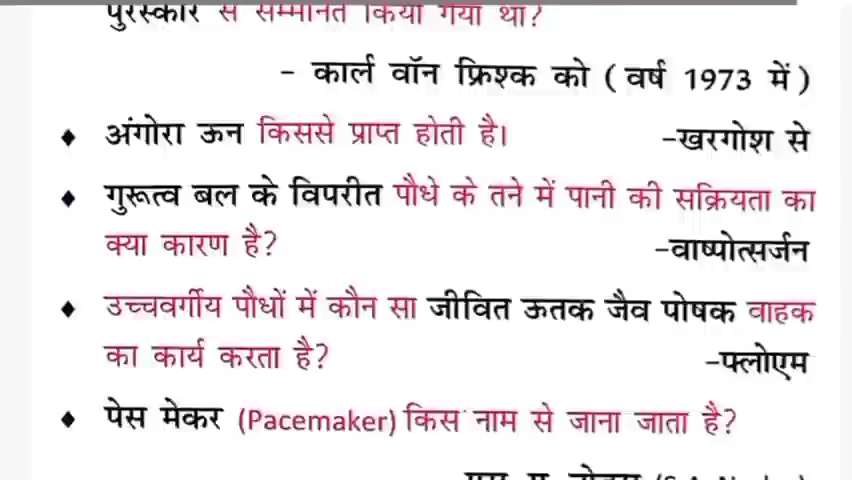 पुरस्कार से सम्मानित किया गया था?
- कार्ल वॉन फ्रिश्क को ( वर्ष 1973 में )
♦ अंगोरा ऊन किससे प्राप्त होती है। -खरगोश से
♦ गुरूत्व बल के विपरीत पौधे के तने में पानी की सक्रियता का
क्या कारण है? -वाष्पोत्सर्जन
♦ उच्चवर्गीय पौधों में कौन सा जीवित ऊतक जैव पोषक वाहक
का कार्य करता है? -फ्लोएम
♦ पेस मेकर (Pacemaker) किस नाम से जाना जाता है?